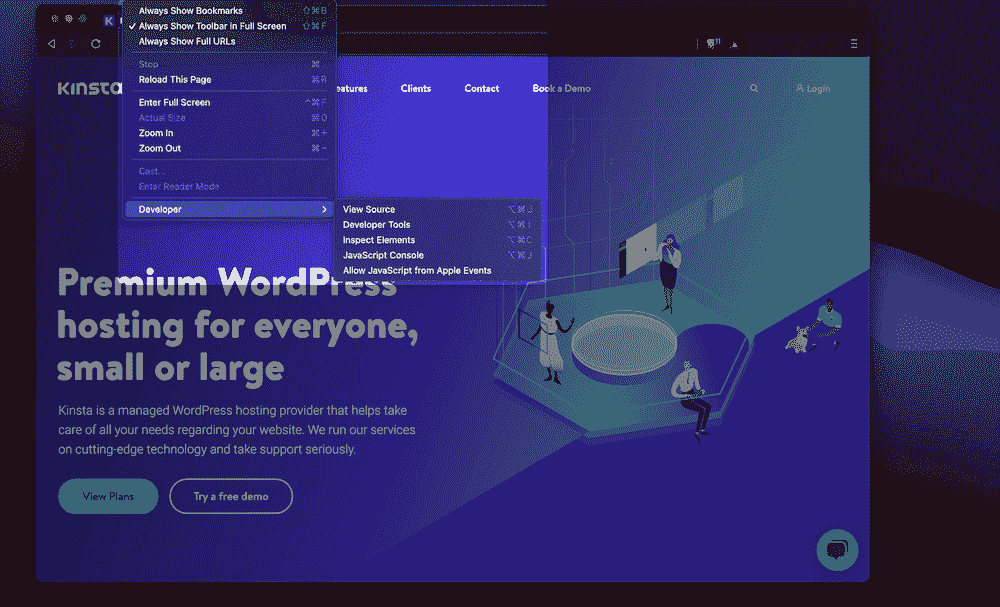 Always Show Bookmarks ⇧⌘B
✓ Always Show Toolbar in Full Screen ⇧⌘F
Always Show Full URLs
Stop ⌘.
Reload This Page ⌘R
Enter Full Screen ^⌘F
Actual Size ⌘0
Zoom In ⌘+
Zoom Out ⌘-
Cast...
Enter Reader Mode
Developer >
View Source ⌥⌘U
Developer Tools ⌥⌘I
Inspect Elements ⌥⌘C
JavaScript Console ⌥⌘J
Allow JavaScript from Apple Events
Kinsta
Clients
Contact
Book a Demo
Login
Premium WordPress
hosting for everyone,
small or large
Kinsta is a managed WordPress hosting provider that helps take
care of all your needs regarding your website. We run our services
on cutting-edge technology and take support seriously.
View Plans
Try a free demo